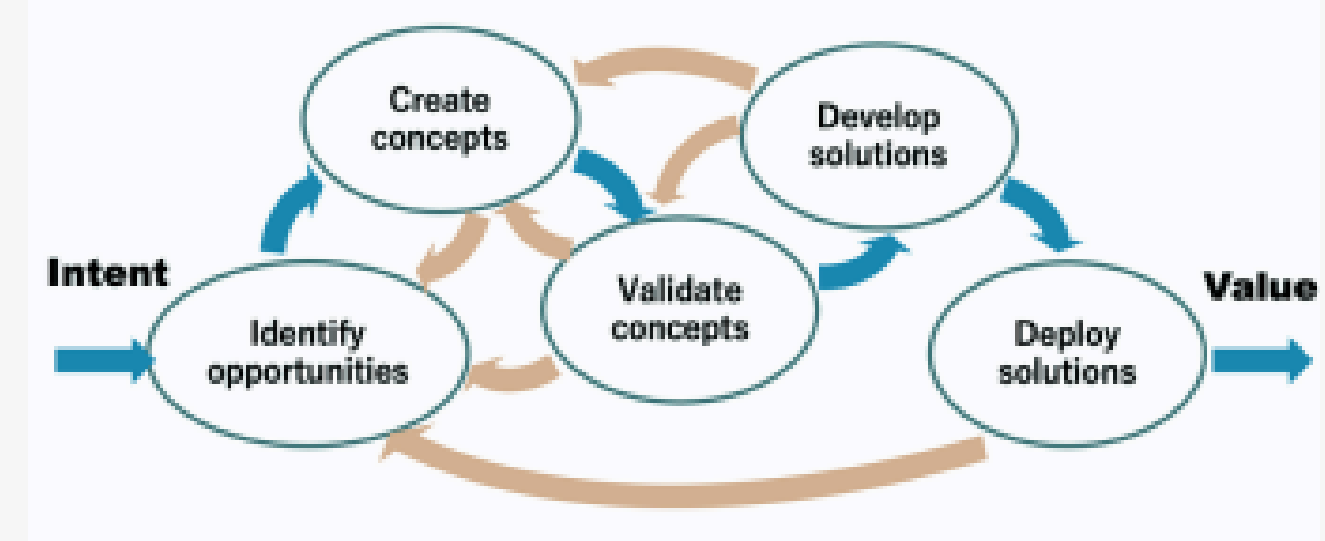 Intent
Identify
opportunities
Create
concepts
Validate
concepts
Develop
solutions
Deploy
solutions
Value